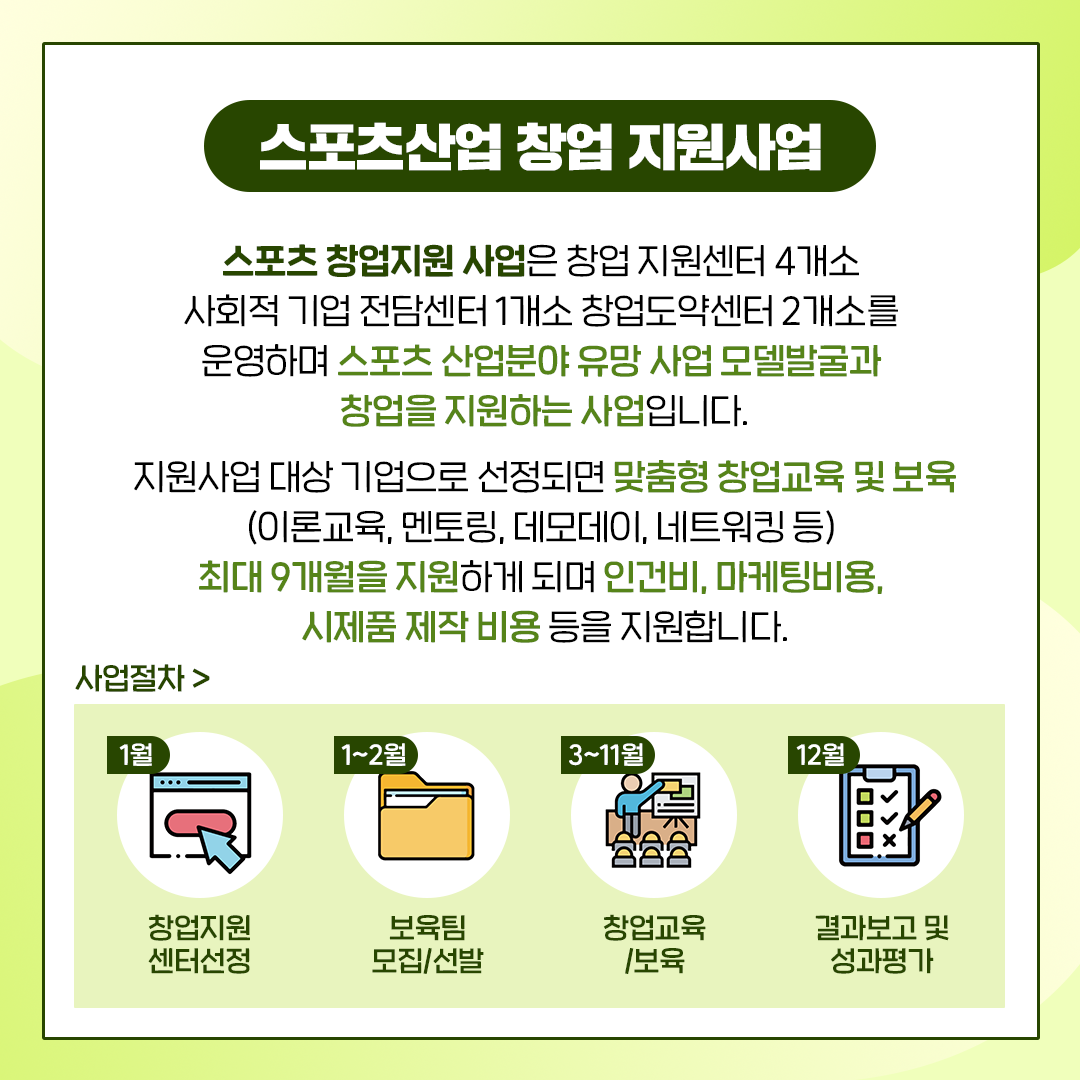 스포츠산업 창업 지원사업
스포츠 창업지원 사업은 창업 지원센터 4개소
사회적 기업 전담센터 1개소 창업도약센터 2개소를
운영하며 스포츠 산업분야 유망 사업 모델발굴과
창업을 지원하는 사업입니다.
지원사업 대상 기업으로 선정되면 맞춤형 창업교육 및 보육
(이론교육, 멘토링, 데모데이, 네트워킹 등)
최대 9개월을 지원하게 되며 인건비, 마케팅비용,
시제품 제작 비용 등을 지원합니다.
사업절차 >
1월
창업지원
센터선정
1~2월
보육팀
모집/선발
3~11월
창업교육
/보육
12월
결과보고 및
성과평가